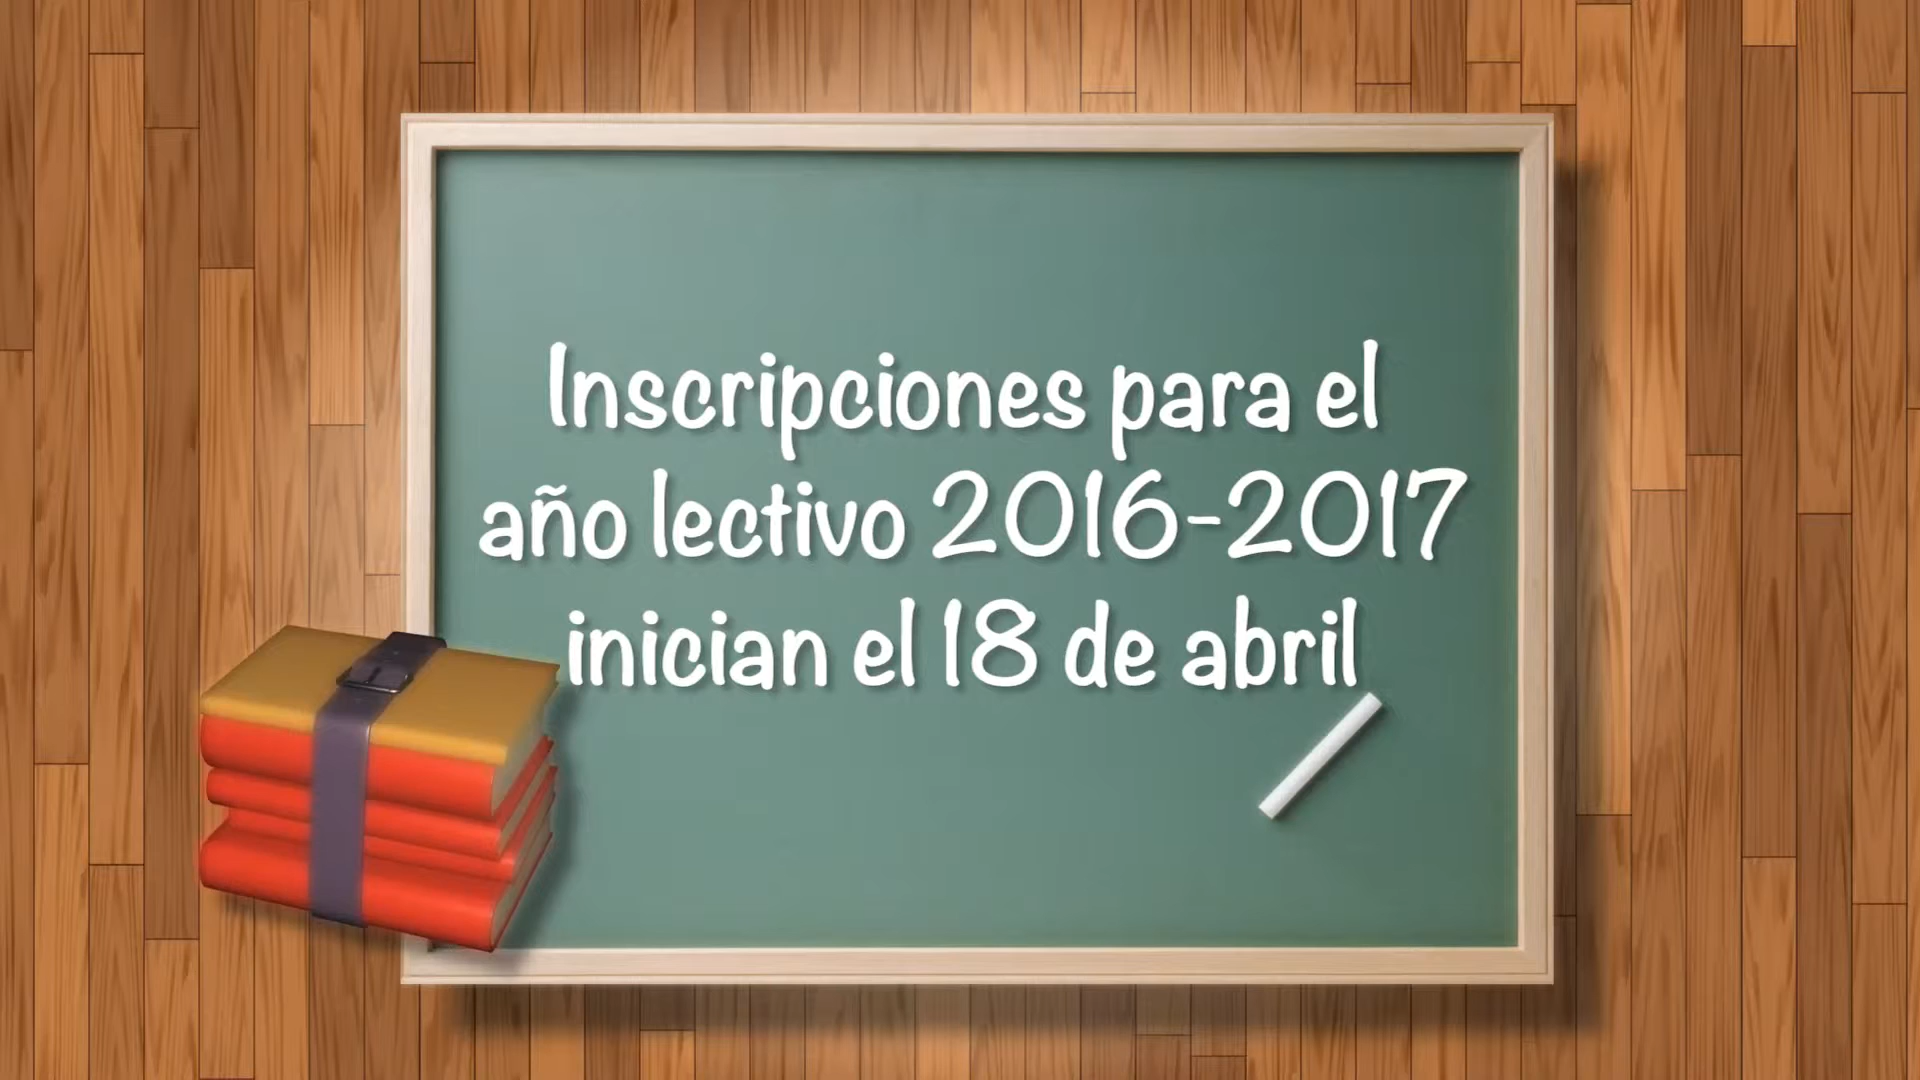 Inscripciones para el
año lectivo 2016-2017
inician el 18 de abril